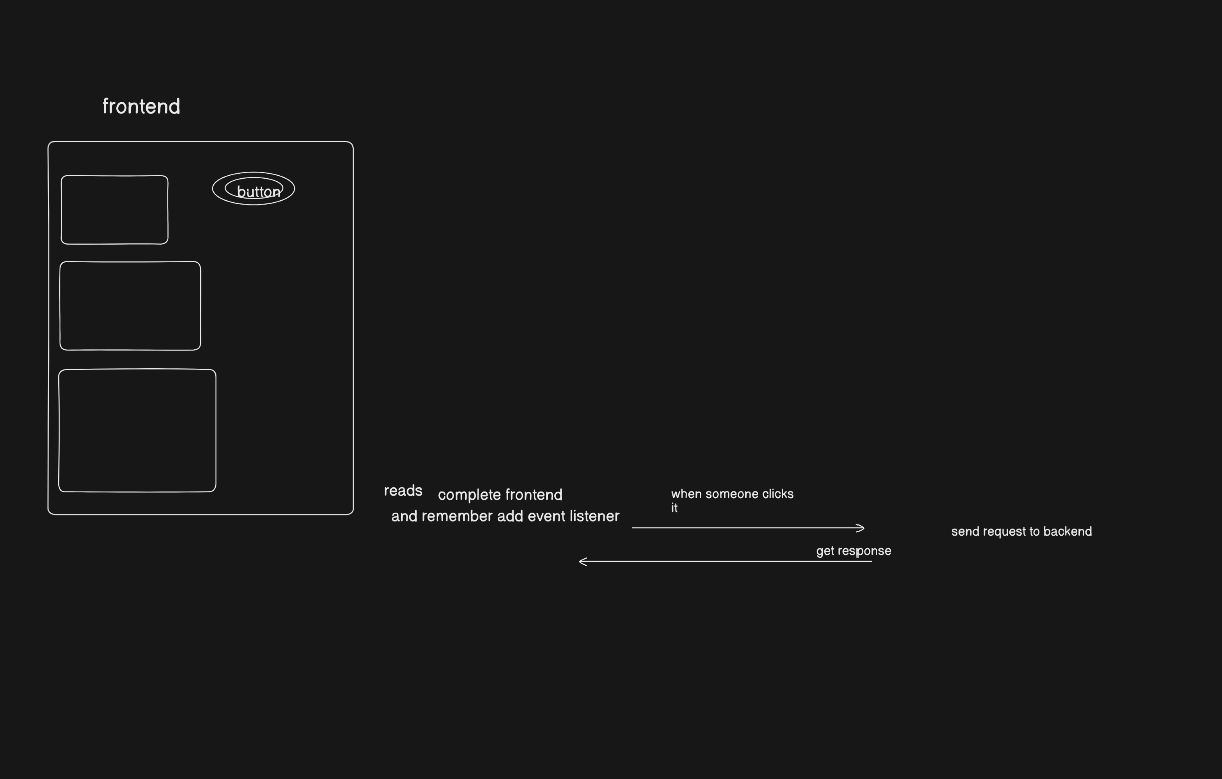 frontend
button
reads complete frontend
and remember add event listener
when someone clicks
it
send request to backend
get response